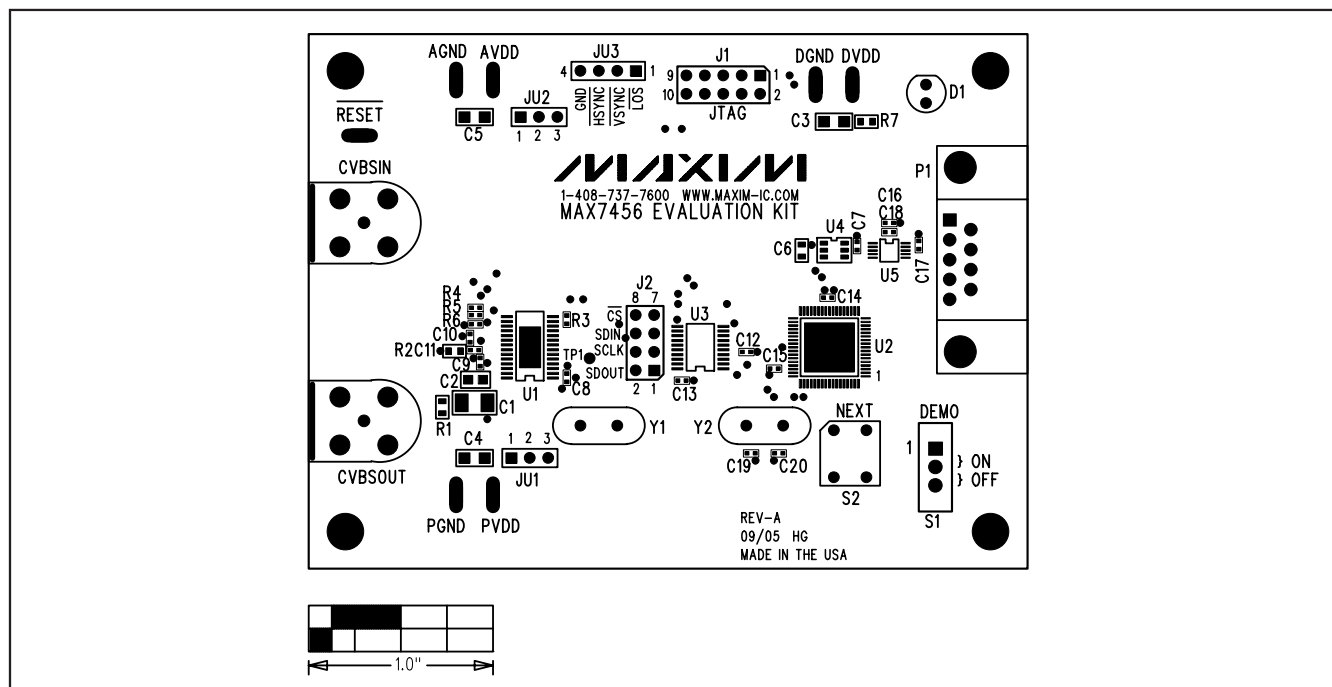 AGND AVDD
JU3
4 1
GND
HSYNC
VSYNC
LOS
J1
9 1
10 2
JTAG
DGND DVDD
D1
RESET
C5
JU2
1 2 3
C3 R7
CVBSIN
MAXIM
1-408-737-7600 WWW.MAXIM-IC.COM
MAX7456 EVALUATION KIT
P1
C16
C18
C6
U4
C7
U5
C17
R4
R5
R6
C10
R2 C11
C9
C2
C1
R1
U1
R3
TP1
C8
J2
8 7
CS
SDIN
SCLK
SDOUT
2 1
U3
C12
C13
C15
C14
U2
1
Y1
Y2
C19 C20
NEXT
S2
DEMO
1
} ON
} OFF
S1
C4
1 2 3
JU1
CVBSOUT
PGND PVDD
REV-A
09/05 HG
MADE IN THE USA
1.0"